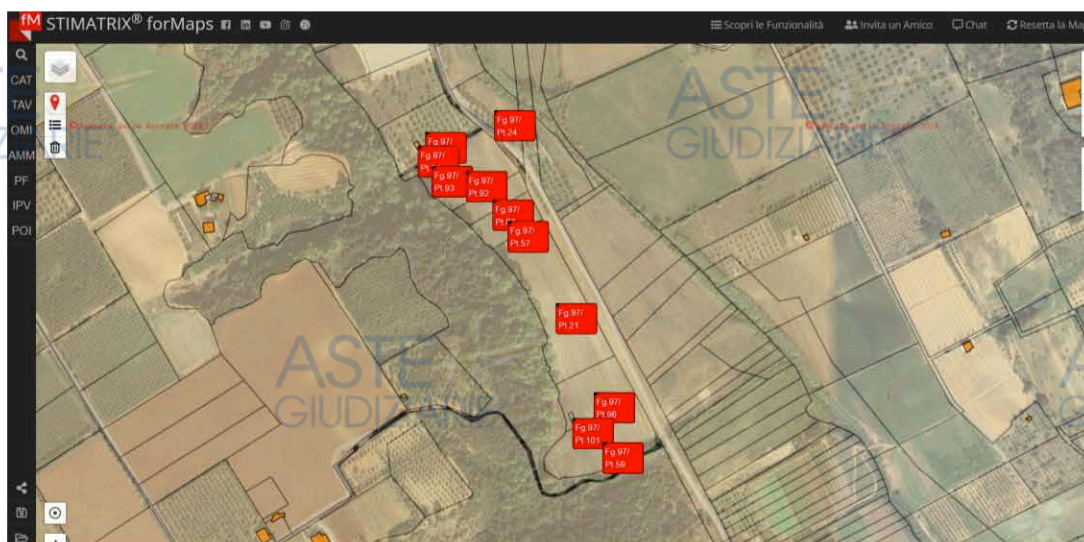 fM STIMATRIX® forMaps
Scopri le Funzionalità
Invita un Amico
Chat
Resetta la Ma
CAT
TAV
OMI
AMM
PF
IPV
POI
ASTE
GIUDIZIARIE
Fg.97/
Pt.24
Fg.97/
Fg.97/
Pt.93
Fg.97/
Pt.92
Fg.97/
Fg.97/
Pt.57
Fg.97/
Pt.21
ASTE
GIUDIZIARIE
Fg.97/
Pt.96
Fg.97/
Pt.101
Fg.97/
Pt.59